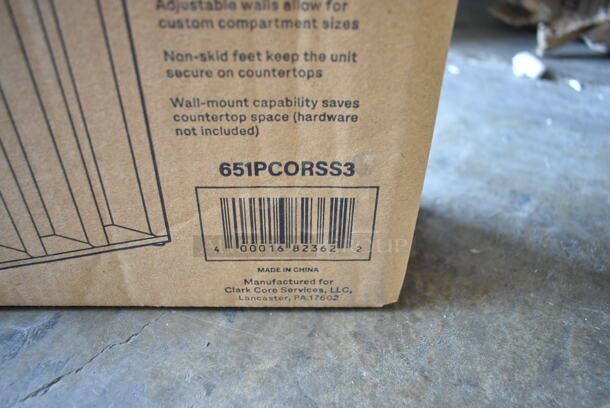 Adjustable walls allow for
custom compartment sizes
Non-skid feet keep the unit
secure on countertops
Wall-mount capability saves
countertop space (hardware
not included)
651PCORSS3
4 00016 82362 2
MADE IN CHINA
Manufactured for
Clark Core Services, LLC,
Lancaster, PA 17602